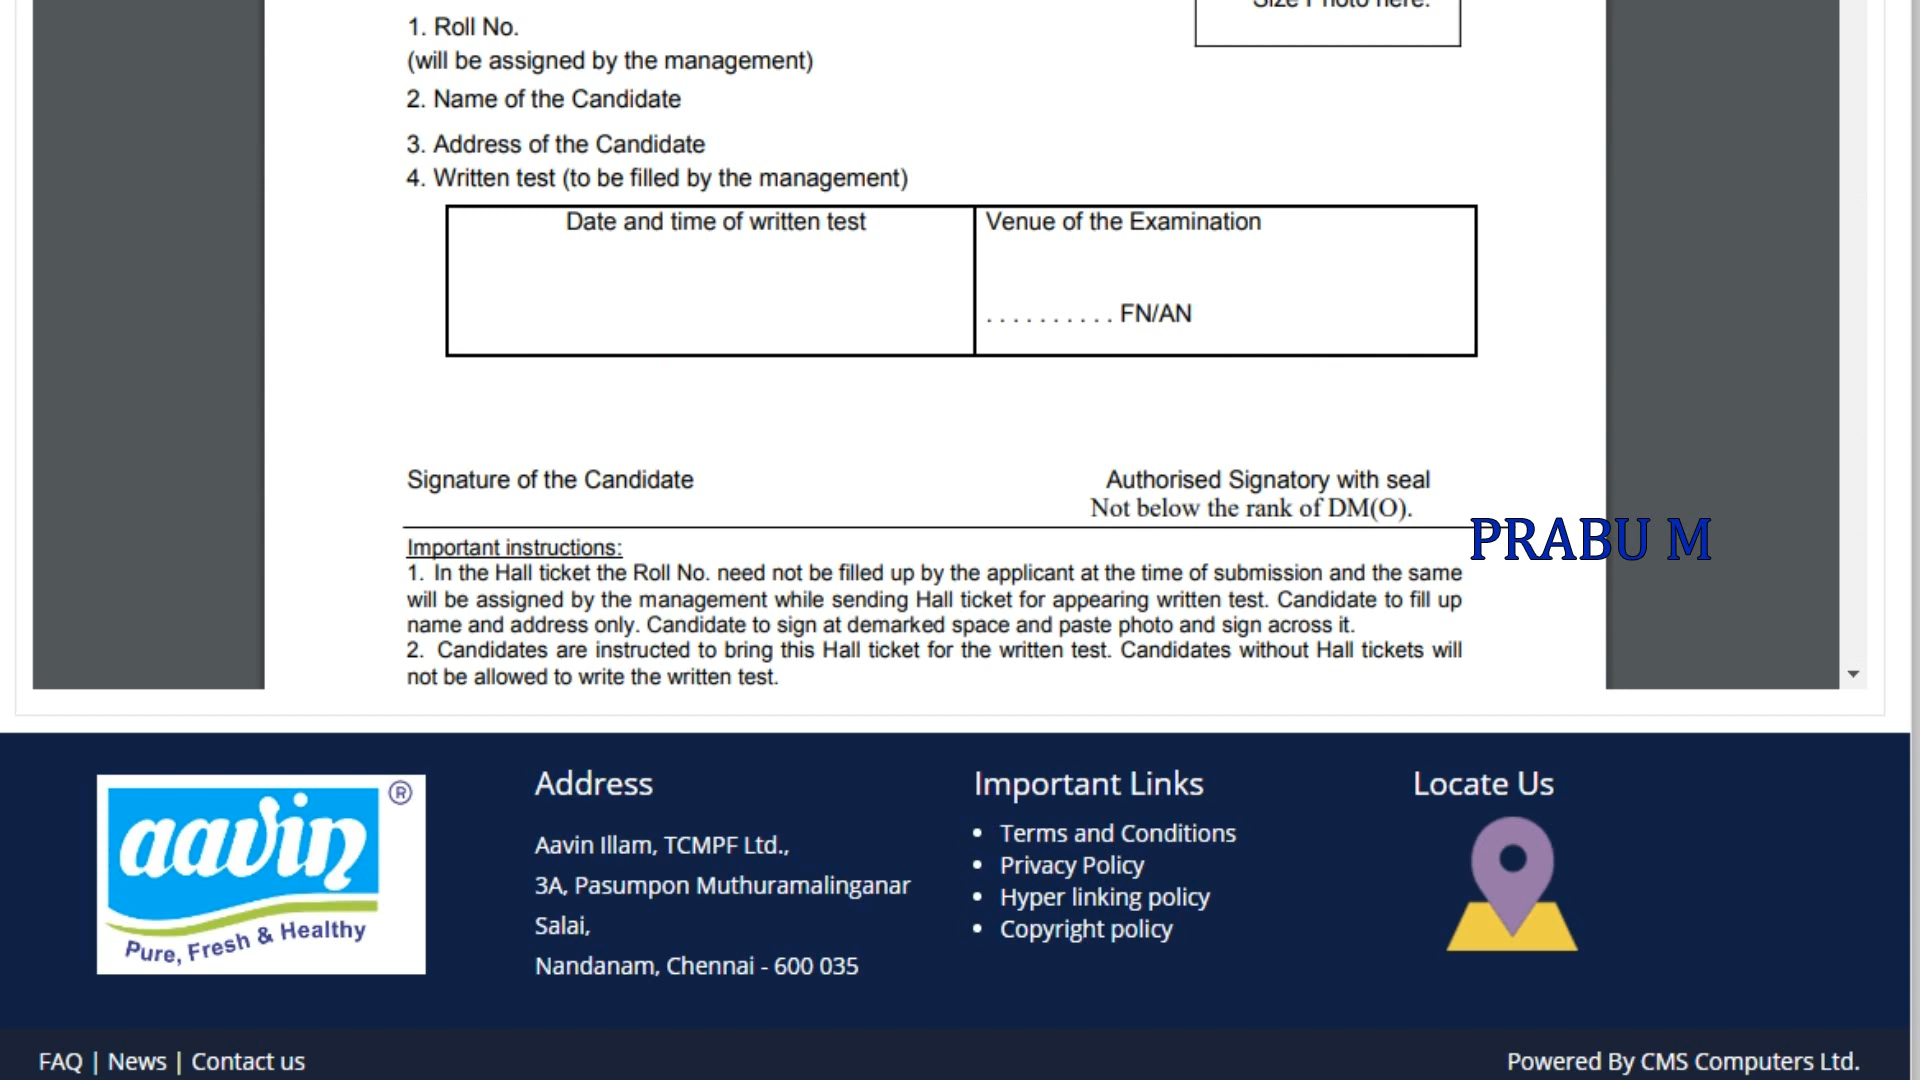 Size Photo here.
1. Roll No.
(will be assigned by the management)
2. Name of the Candidate
3. Address of the Candidate
4. Written test (to be filled by the management)
Date and time of written test
Venue of the Examination
. . . . . . . . . . FN/AN
Signature of the Candidate
Authorised Signatory with seal
Not below the rank of DM(O).
PRABU M
Important instructions:
1. In the Hall ticket the Roll No. need not be filled up by the applicant at the time of submission and the same
will be assigned by the management while sending Hall ticket for appearing written test. Candidate to fill up
name and address only. Candidate to sign at demarked space and paste photo and sign across it.
2. Candidates are instructed to bring this Hall ticket for the written test. Candidates without Hall tickets will
not be allowed to write the written test.
aavin ®
Pure, Fresh & Healthy
Address
Aavin Illam, TCMPF Ltd.,
3A, Pasumpon Muthuramalinganar
Salai,
Nandanam, Chennai - 600 035
Important Links
• Terms and Conditions
• Privacy Policy
• Hyper linking policy
• Copyright policy
Locate Us
FAQ | News | Contact us
Powered By CMS Computers Ltd.